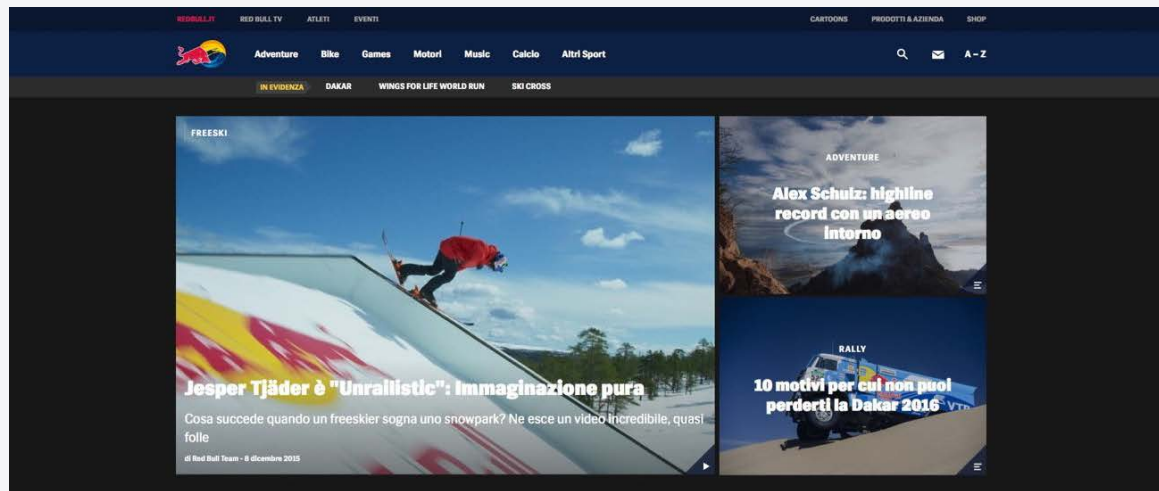 REDBULL.IT RED BULL TV ATLETI EVENTI CARTOONS PRODOTTI & AZIENDA SHOP
Adventure Bike Games Motori Music Calcio Altri Sport A – Z
IN EVIDENZA DAKAR WINGS FOR LIFE WORLD RUN SKI CROSS
FREESKI
Jesper Tjäder è "Unrailistic": Immaginazione pura
Cosa succede quando un freeskier sogna uno snowpark? Ne esce un video incredibile, quasi
folle
di Red Bull Team - 8 dicembre 2015
ADVENTURE
Alex Schulz: highline
record con un aereo
intorno
RALLY
10 motivi per cui non puoi
perderti la Dakar 2016